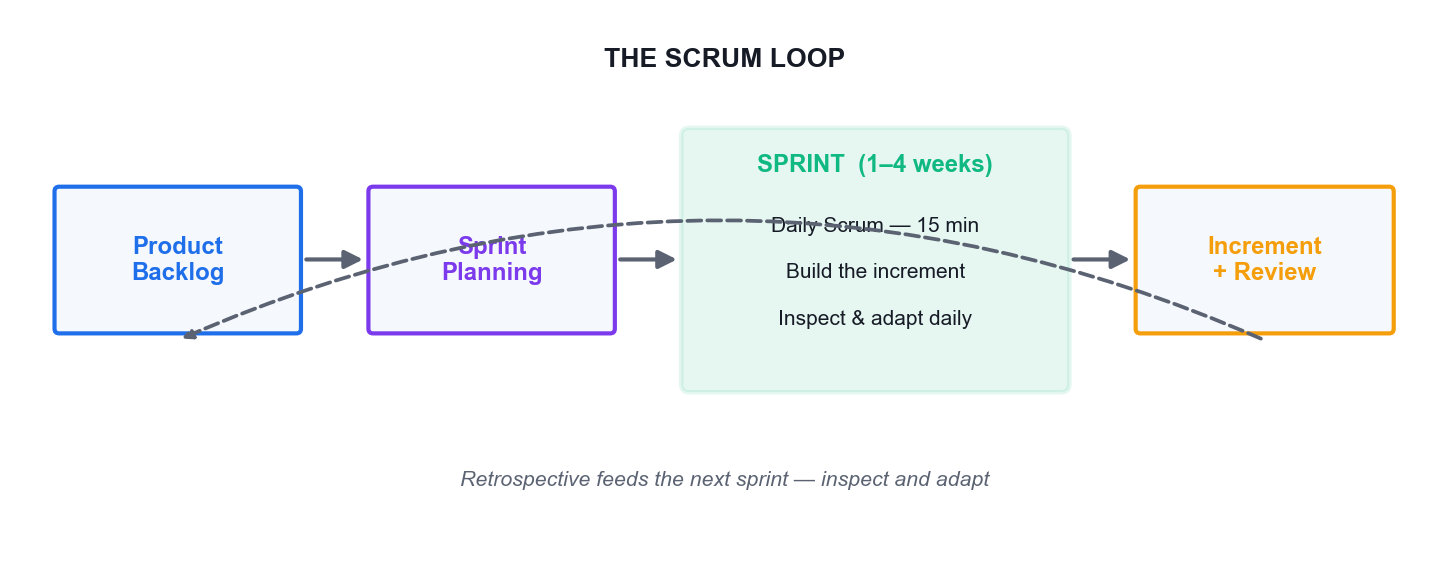 THE SCRUM LOOP
Product
Backlog
Sprint
Planning
SPRINT (1–4 weeks)
Daily Scrum — 15 min
Build the increment
Inspect & adapt daily
Increment
+ Review
Retrospective feeds the next sprint — inspect and adapt